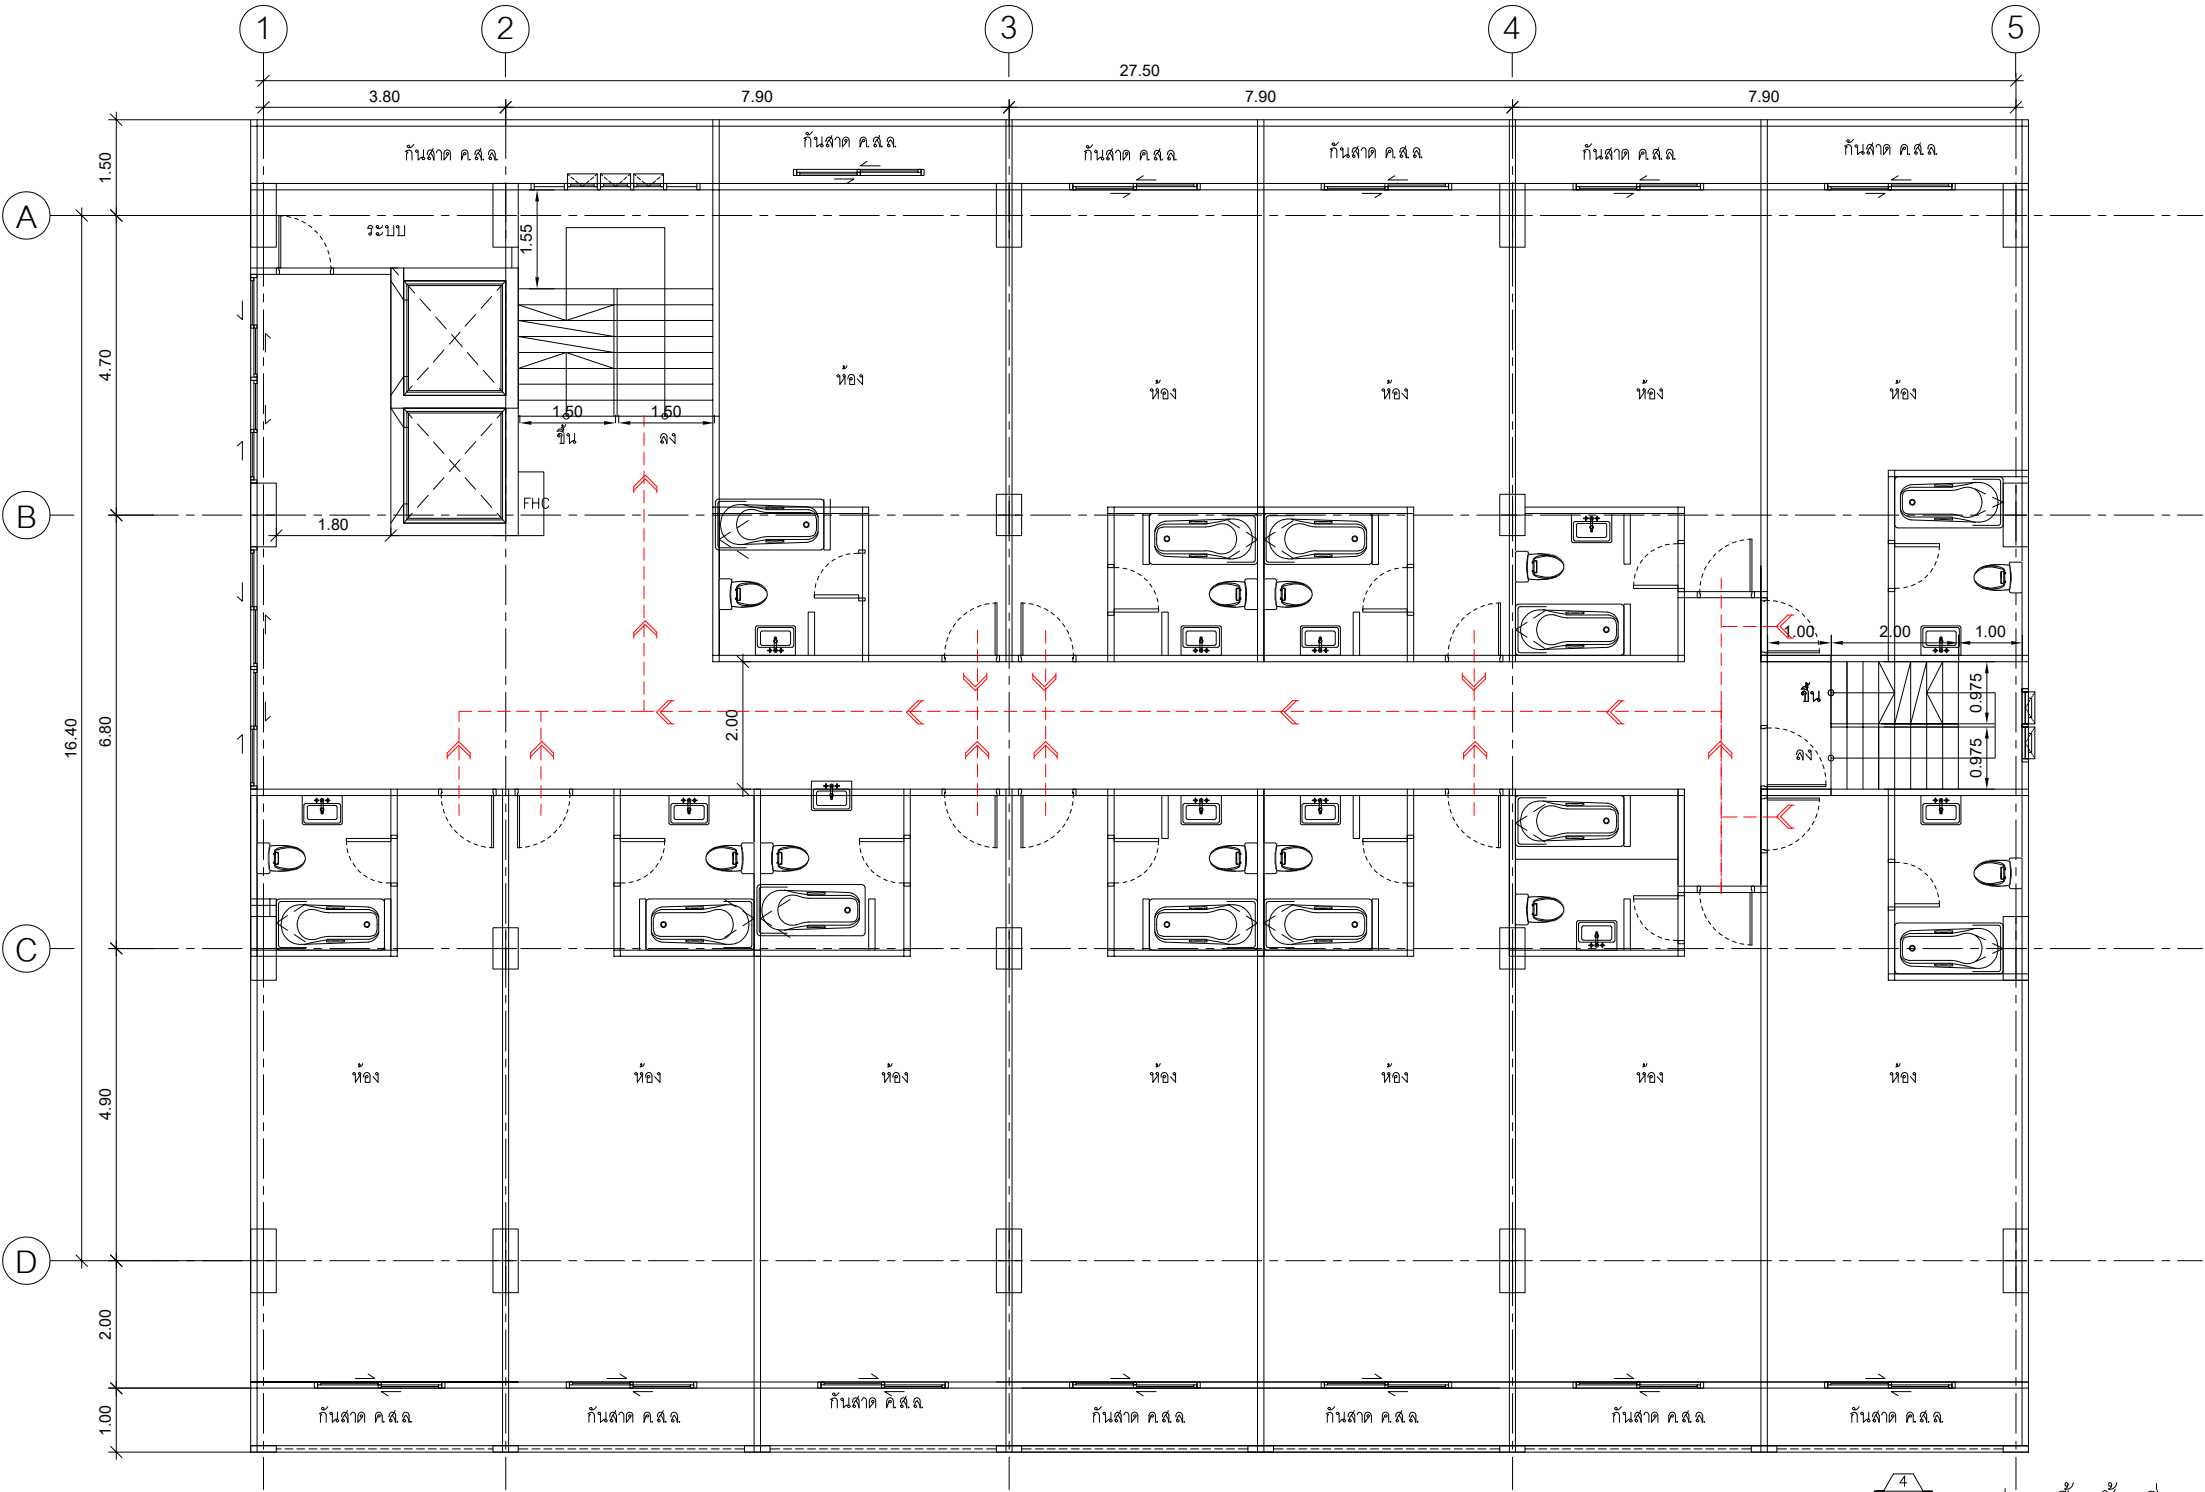 1 2 3 4 5
27.50
3.80 7.90 7.90 7.90
กันสาด ค.ส.ล กันสาด ค.ส.ล กันสาด ค.ส.ล กันสาด ค.ส.ล กันสาด ค.ส.ล กันสาด ค.ส.ล
1.50
A
ระบบ
1.55
4.70
ห้อง ห้อง ห้อง ห้อง ห้อง
1.50 1.50
ขึ้น ลง
FHC
B
1.80
1.00 2.00 1.00
16.40
6.80
2.00
ขึ้น
0.975
ลง
0.975
C
ห้อง ห้อง ห้อง ห้อง ห้อง ห้อง ห้อง
4.90
D
2.00
1.00
กันสาด ค.ส.ล กันสาด ค.ส.ล กันสาด ค.ส.ล กันสาด ค.ส.ล กันสาด ค.ส.ล กันสาด ค.ส.ล กันสาด ค.ส.ล
4